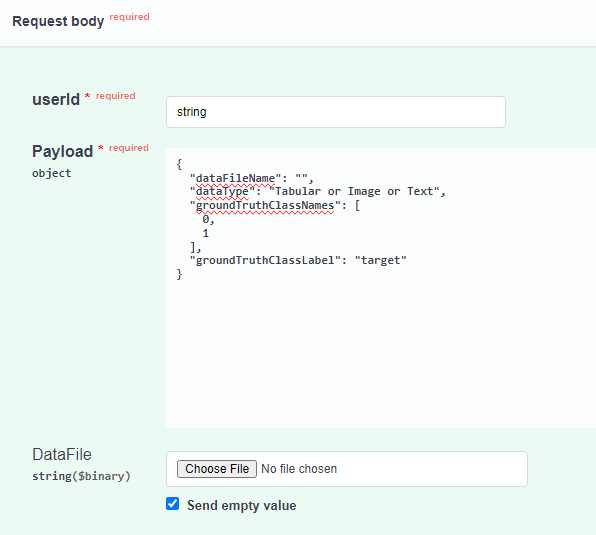 Request body required
userId * required
string
Payload * required
object
{
"dataFileName": "",
"dataType": "Tabular or Image or Text",
"groundTruthClassNames": [
0,
1
],
"groundTruthClassLabel": "target"
}
DataFile
string($binary)
Choose File No file chosen
Send empty value